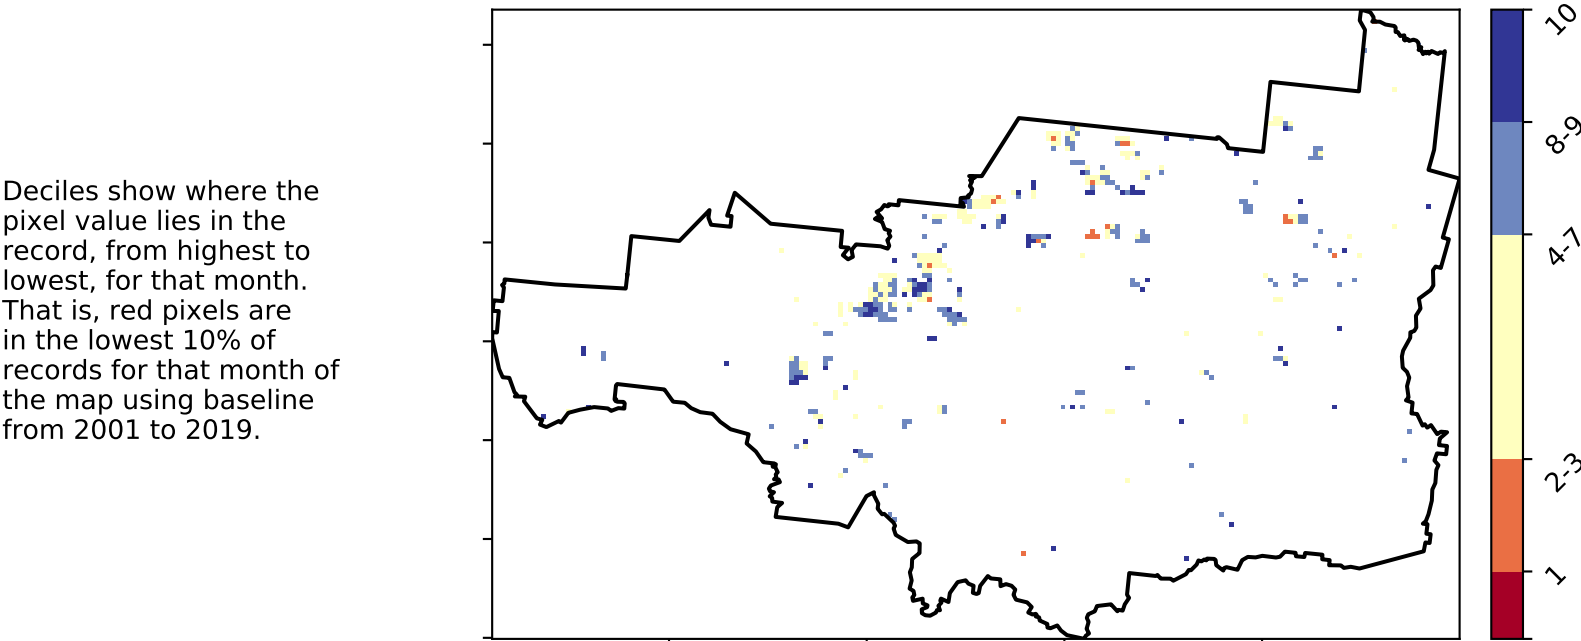 Deciles show where the
pixel value lies in the
record, from highest to
lowest, for that month.
That is, red pixels are
in the lowest 10% of
records for that month of
the map using baseline
from 2001 to 2019.
10
8-9
4-7
2-3
1